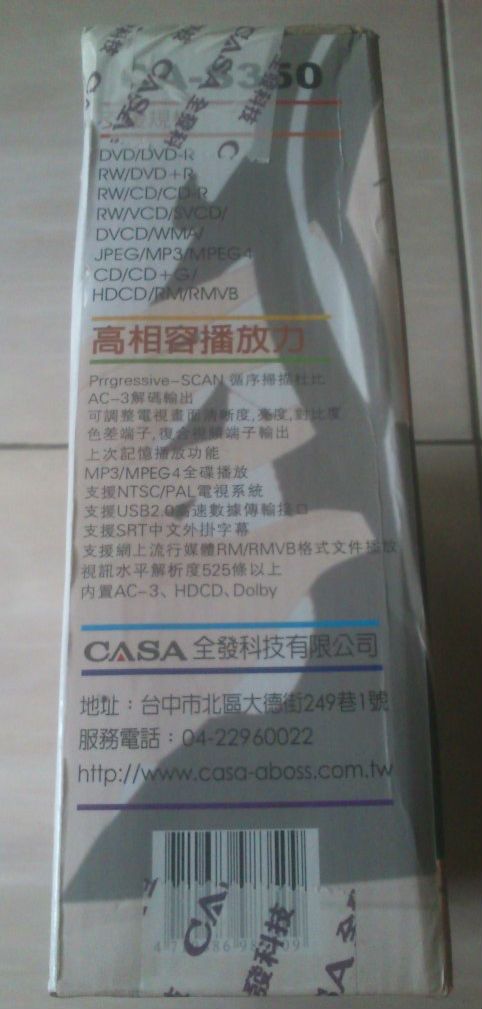 CASA
DVD/DVD-R
RW/DVD+R
RW/CD/CD-R
RW/VCD/SVCD/
DVCD/WMA/
JPEG/MP3/MPEG4
CD/CD+G/
HDCD/RM/RMVB
高相容播放力
Prrgressive-SCAN 循序掃描杜比
AC-3解碼輸出
可調整電視畫面清晰度,亮度,對比度
色差端子,復合視頻端子輸出
上次記憶播放功能
MP3/MPEG4全碟播放
支援NTSC/PAL電視系統
支援USB2.0高速數據傳輸接口
支援SRT中文外掛字幕
支援網上流行媒體RM/RMVB格式文件播放
視訊水平解析度525條以上
內置AC-3、HDCD、Dolby
CASA 全發科技有限公司
地址：台中市北區大德街249巷1號
服務電話：04-22960022
http://www.casa-aboss.com.tw
發科技